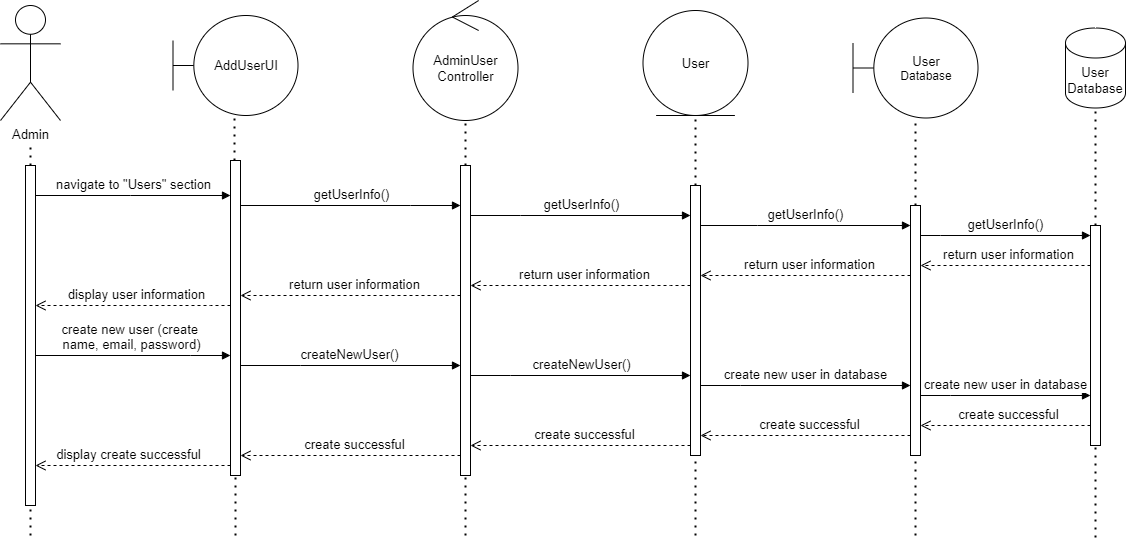 AddUserUI
AdminUser
Controller
User
User
Database
User
Database
Admin
navigate to "Users" section
getUserInfo()
getUserInfo()
getUserInfo()
getUserInfo()
return user information
return user information
return user information
return user information
display user information
create new user (create
name, email, password)
createNewUser()
createNewUser()
create new user in database
create new user in database
create successful
create successful
create successful
create successful
display create successful